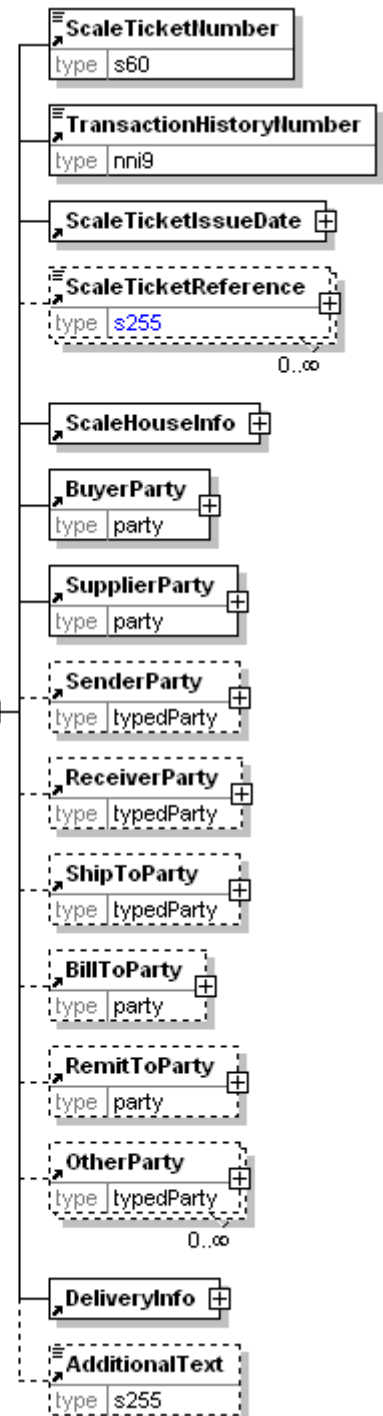 ScaleTicketNumber
type s60
TransactionHistoryNumber
type nni9
ScaleTicketIssueDate
ScaleTicketReference
type s255
0..∞
ScaleHouseInfo
BuyerParty
type party
SupplierParty
type party
SenderParty
type typedParty
ReceiverParty
type typedParty
ShipToParty
type typedParty
BillToParty
type party
RemitToParty
type party
OtherParty
type typedParty
0..∞
DeliveryInfo
AdditionalText
type s255